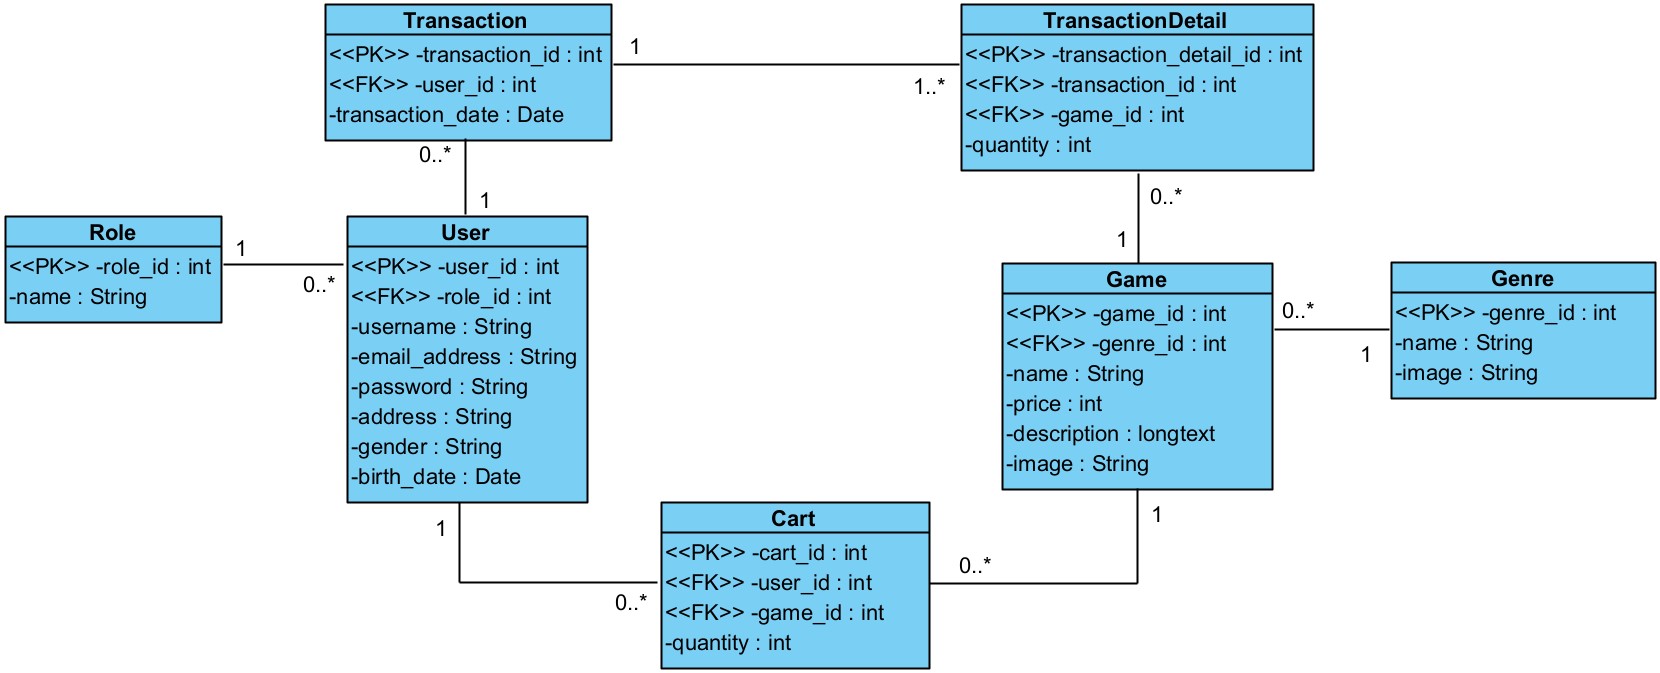 Transaction
<<PK>> -transaction_id : int
<<FK>> -user_id : int
-transaction_date : Date
1
1..*
TransactionDetail
<<PK>> -transaction_detail_id : int
<<FK>> -transaction_id : int
<<FK>> -game_id : int
-quantity : int
0..*
1
0..*
1
Role
<<PK>> -role_id : int
-name : String
1
0..*
User
<<PK>> -user_id : int
<<FK>> -role_id : int
-username : String
-email_address : String
-password : String
-address : String
-gender : String
-birth_date : Date
Game
<<PK>> -game_id : int
<<FK>> -genre_id : int
-name : String
-price : int
-description : longtext
-image : String
0..*
1
Genre
<<PK>> -genre_id : int
-name : String
-image : String
1
0..*
Cart
<<PK>> -cart_id : int
<<FK>> -user_id : int
<<FK>> -game_id : int
-quantity : int
1
0..*